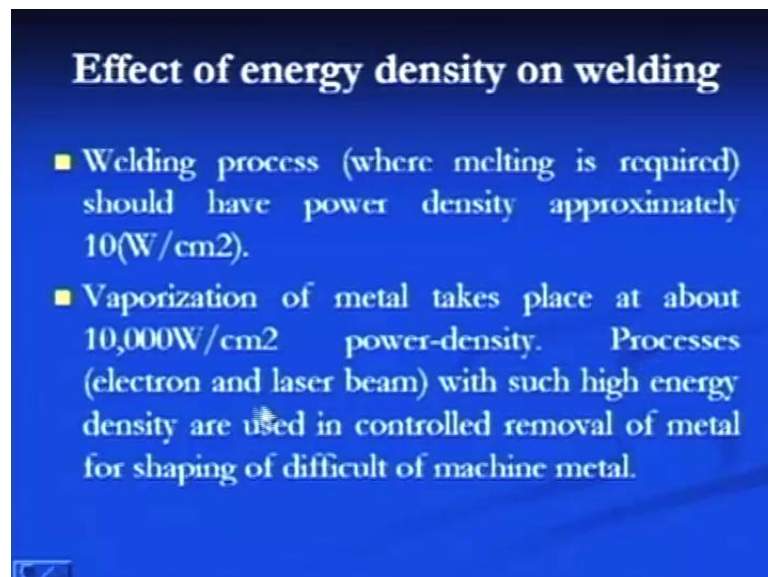 Effect of energy density on welding
Welding process (where melting is required)
should have power density approximately
10(W/cm2).
Vaporization of metal takes place at about
10,000W/cm2 power-density. Processes
(electron and laser beam) with such high energy
density are used in controlled removal of metal
for shaping of difficult of machine metal.